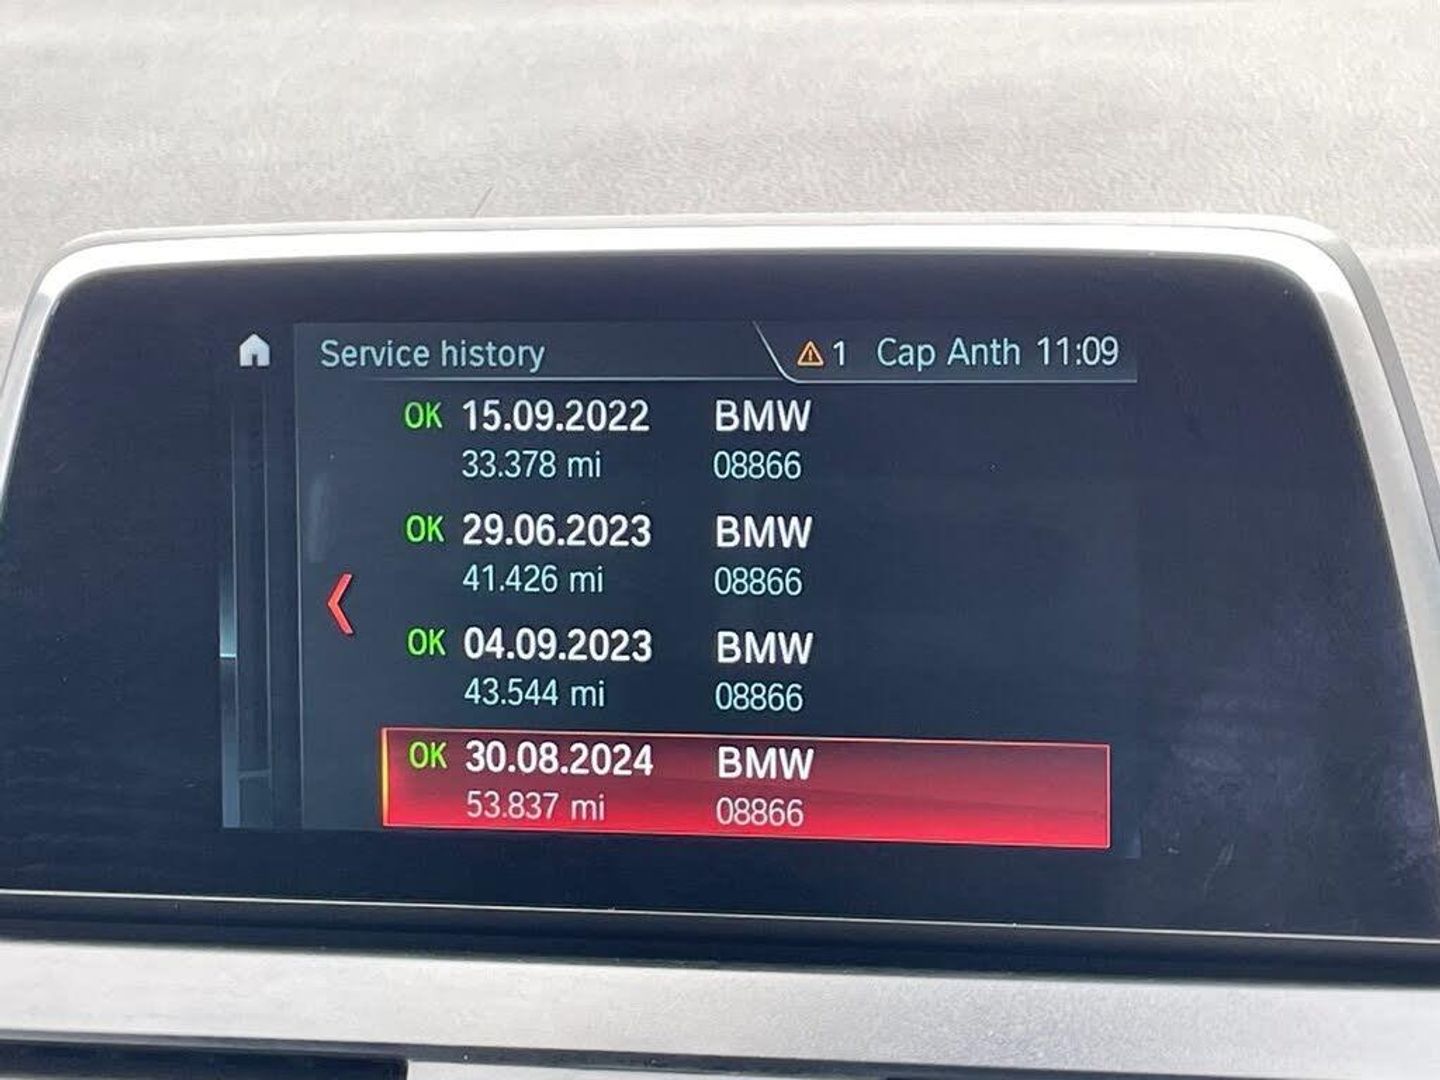 Service history 1 Cap Anth 11:09
OK 15.09.2022 BMW
33.378 mi 08866
OK 29.06.2023 BMW
41.426 mi 08866
OK 04.09.2023 BMW
43.544 mi 08866
OK 30.08.2024 BMW
53.837 mi 08866